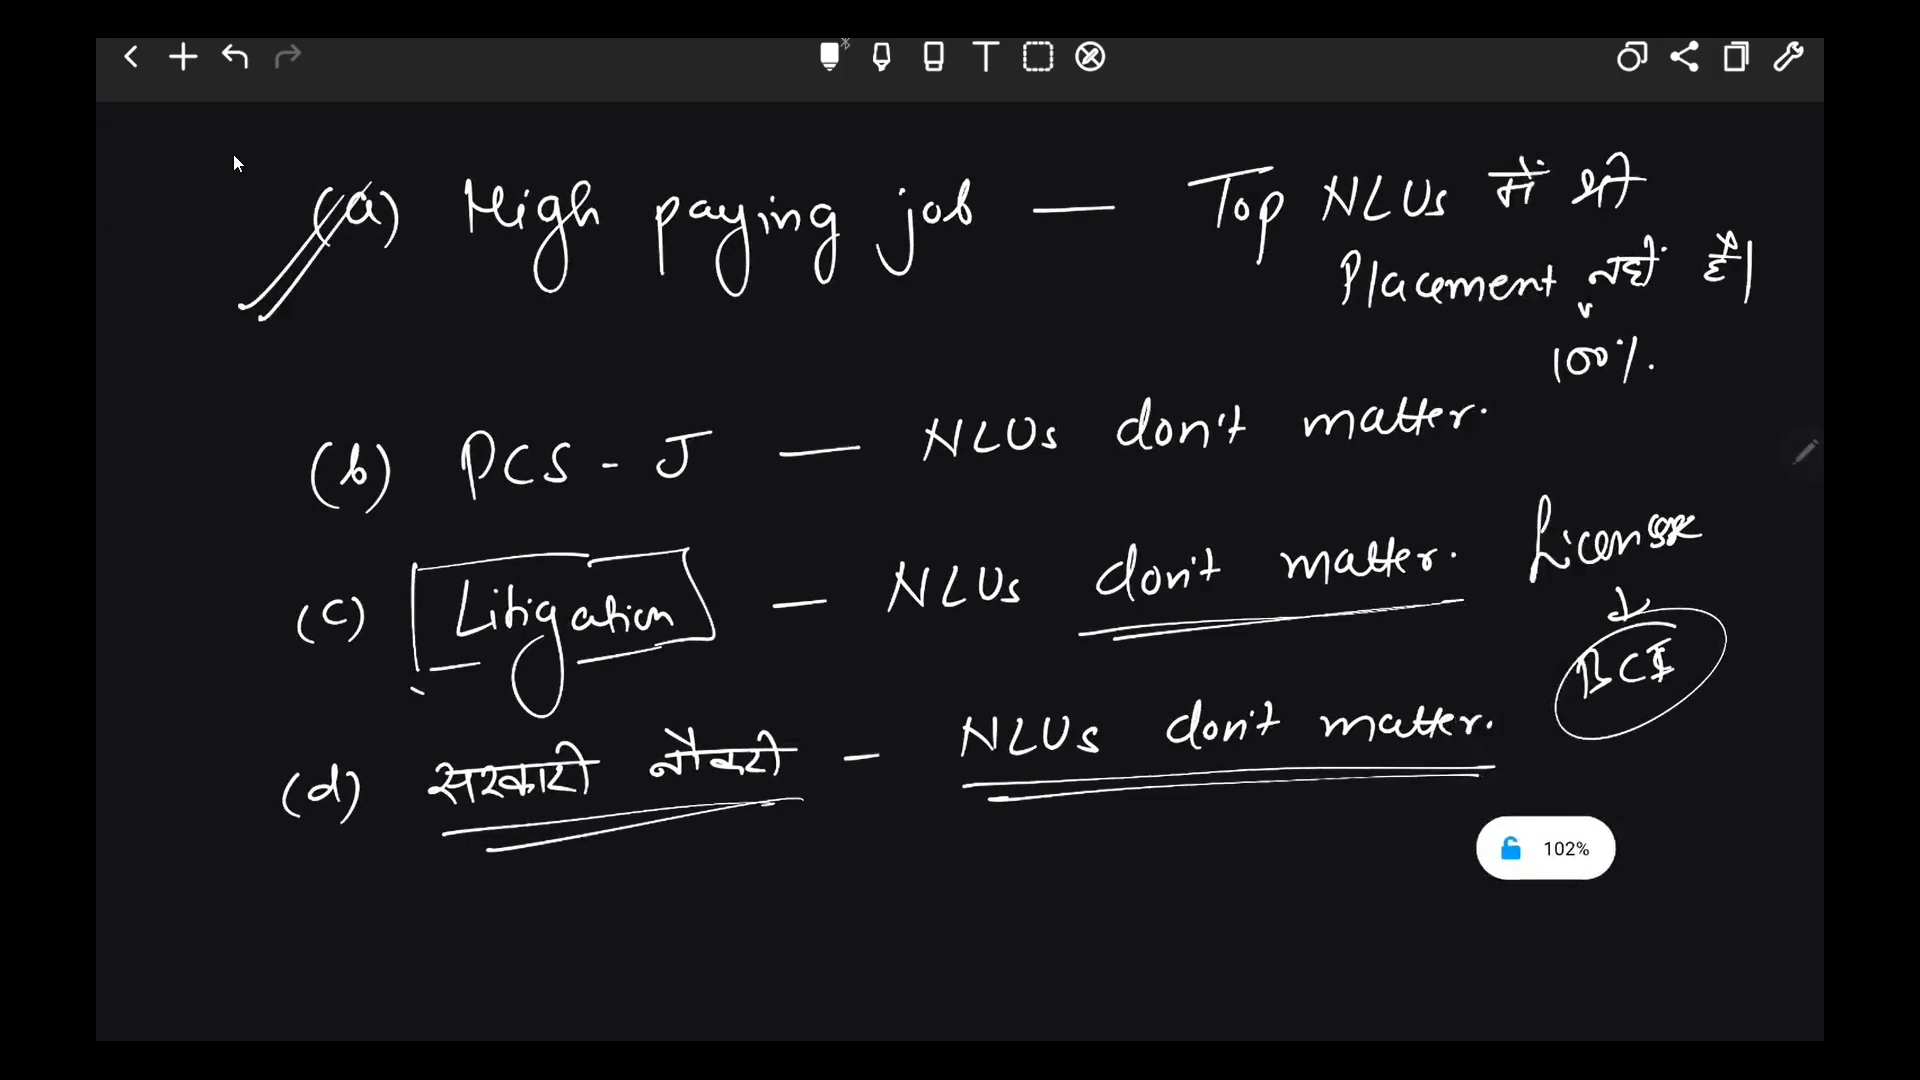 (a) High paying job — Top NLUs में भी
Placement नहीं है।
100%.
(b) PCS - J — NLUs don't matter.
(c) Litigation — NLUs don't matter. License
BCI
(d) सरकारी नौकरी - NLUs don't matter.
102%